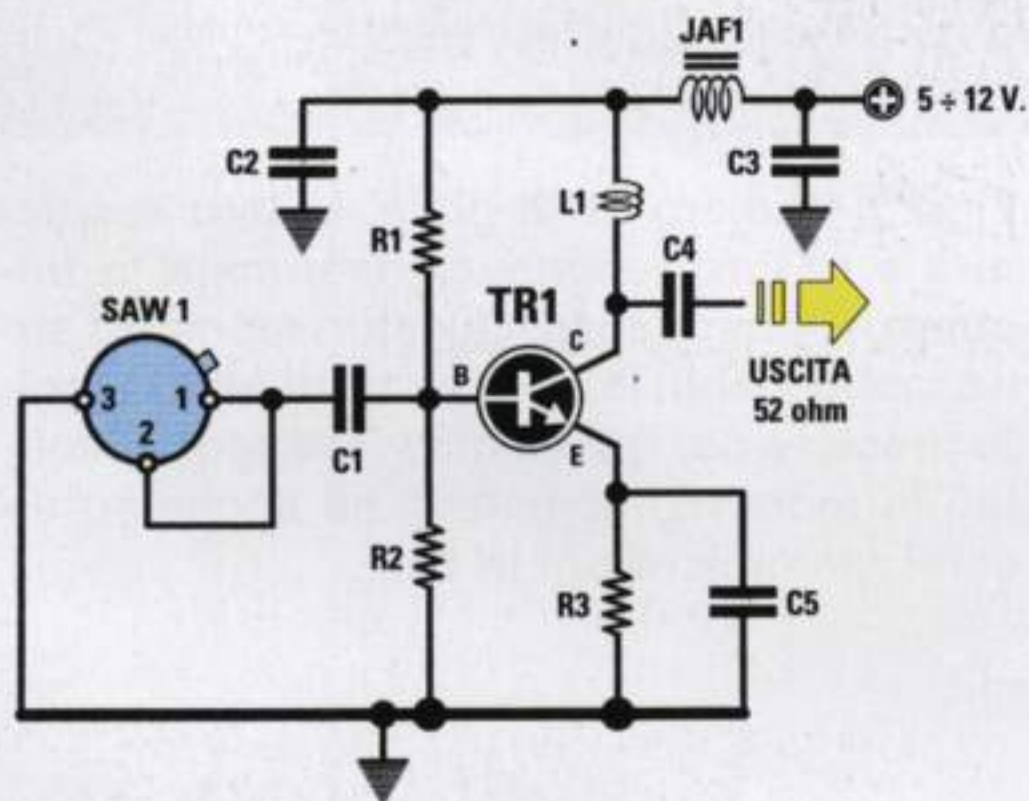 JAF1
5 ÷ 12 V.
C2
C3
R1
L1
C4
SAW 1
TR1
C
B
3
1
2
USCITA
52 ohm
C1
E
R2
R3
C5